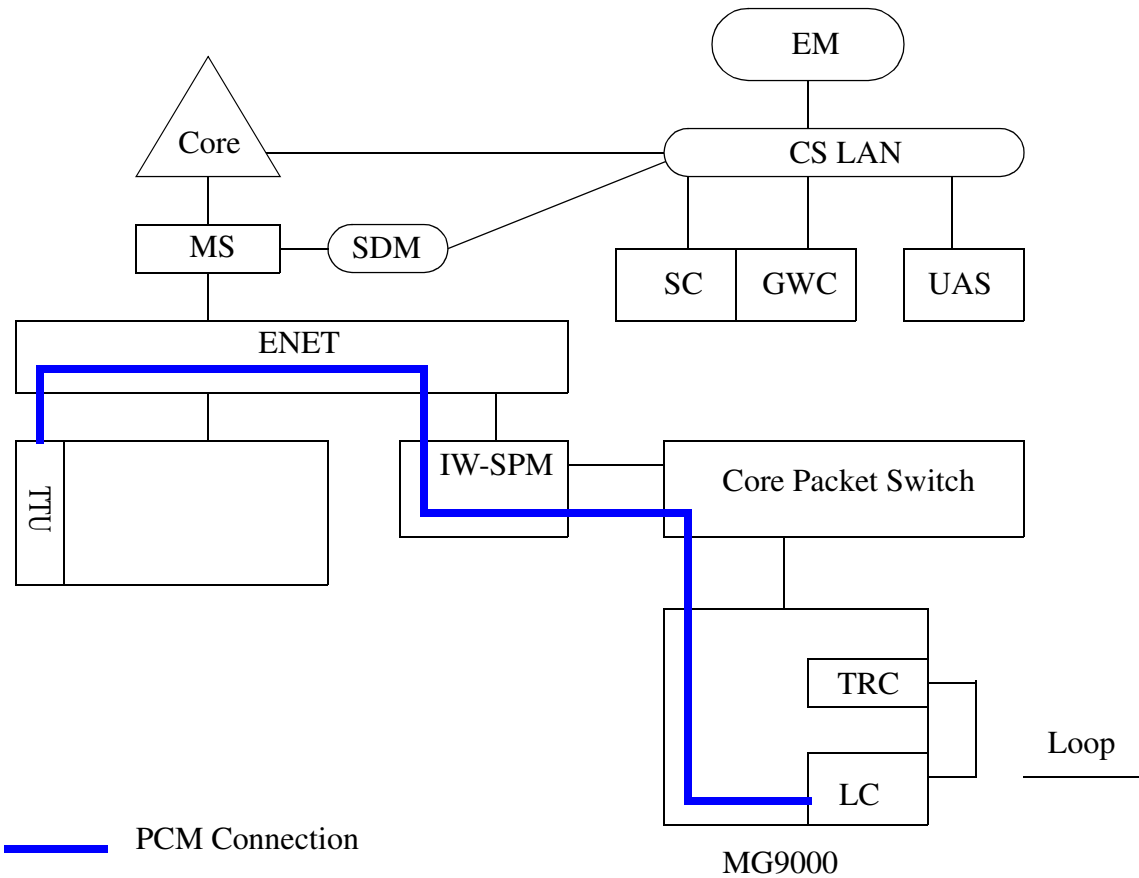 EM
Core
CS LAN
MS
SDM
SC
GWC
UAS
ENET
TTU
IW-SPM
Core Packet Switch
TRC
Loop
LC
PCM Connection
MG9000